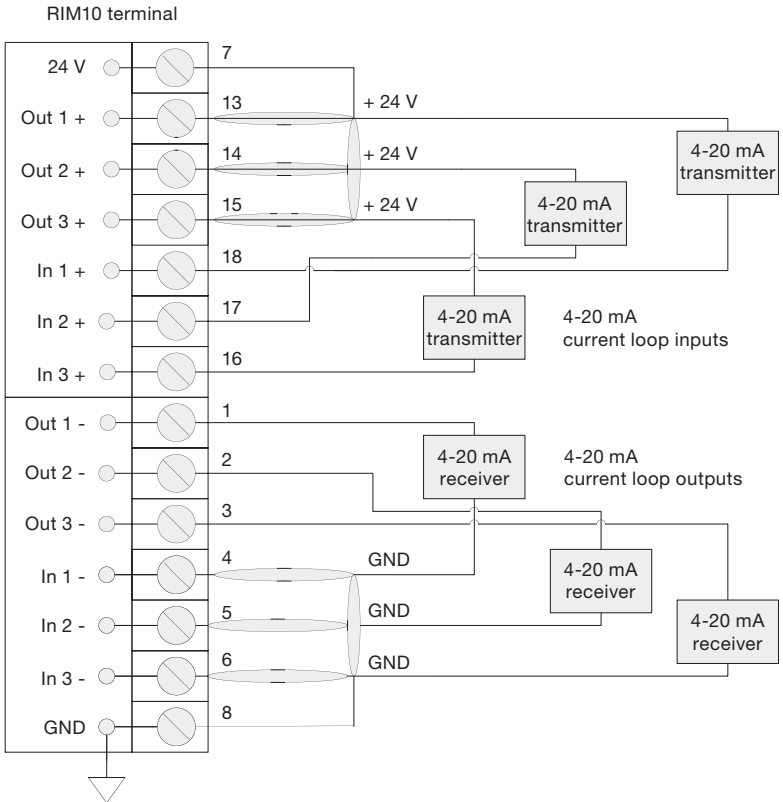 RIM10 terminal
24 V
7
Out 1 +
13
+ 24 V
Out 2 +
14
+ 24 V
Out 3 +
15
+ 24 V
4-20 mA
transmitter
4-20 mA
transmitter
In 1 +
18
In 2 +
17
4-20 mA
transmitter
4-20 mA
current loop inputs
In 3 +
16
Out 1 -
1
Out 2 -
2
4-20 mA
receiver
4-20 mA
current loop outputs
Out 3 -
3
In 1 -
4
GND
4-20 mA
receiver
In 2 -
5
GND
4-20 mA
receiver
In 3 -
6
GND
GND
8